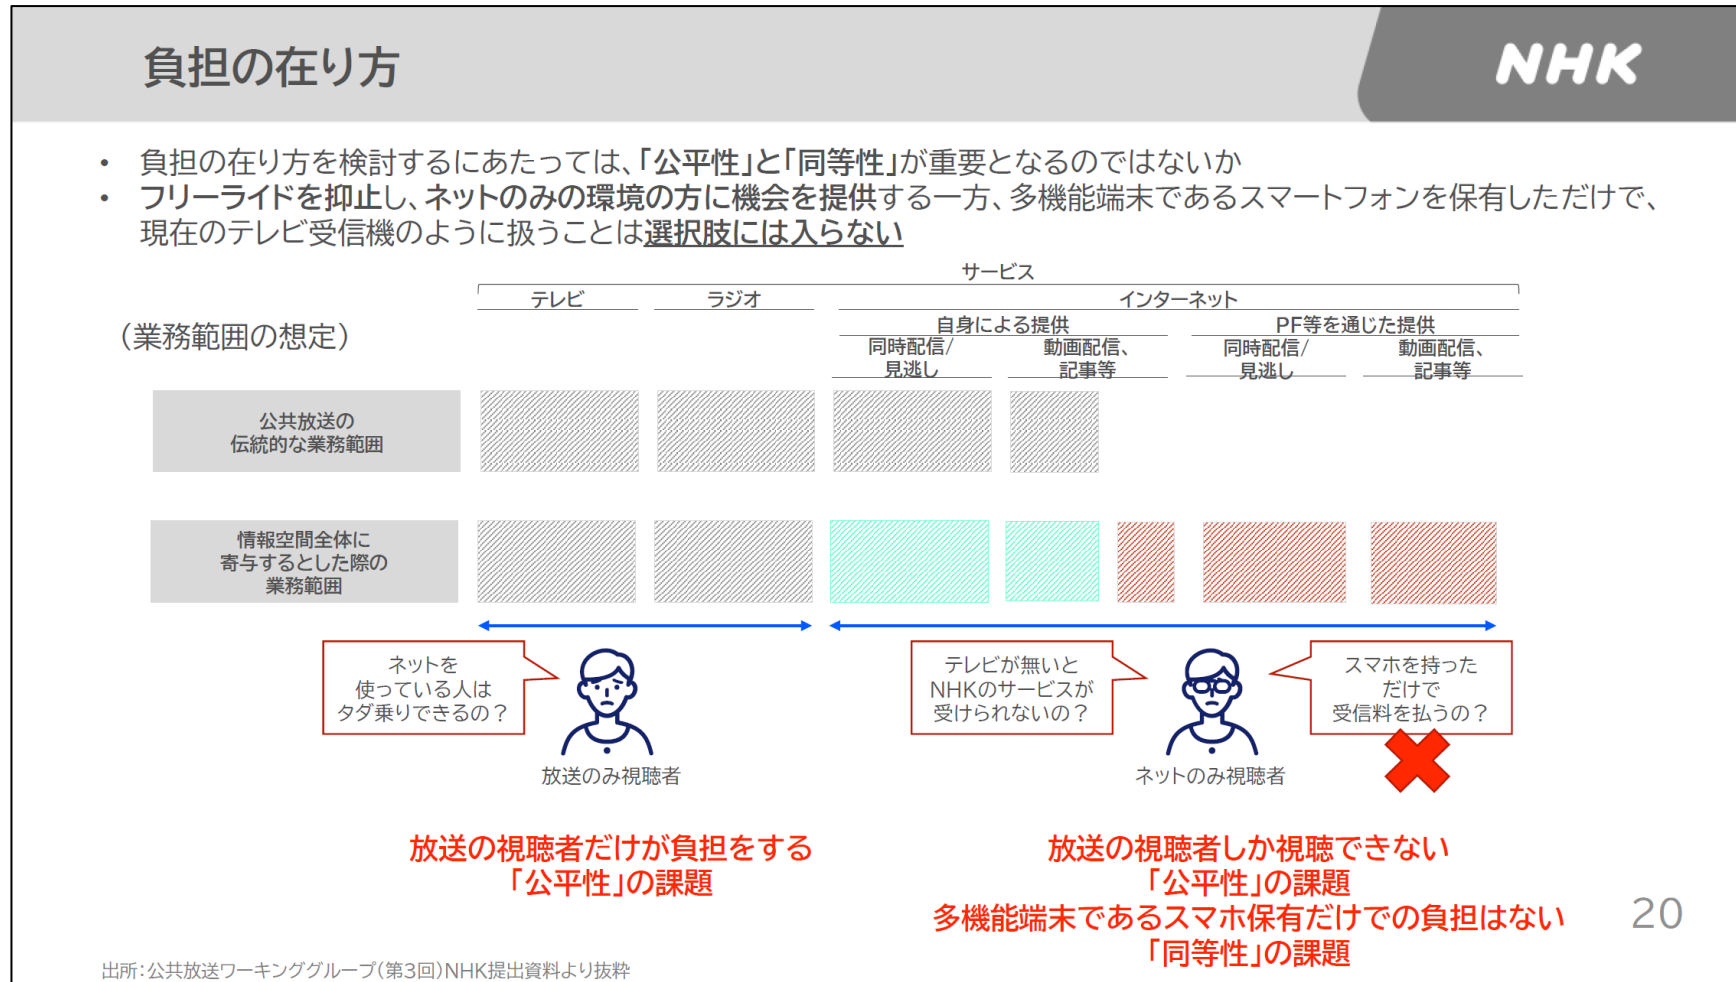 負担の在り方
NHK
• 負担の在り方を検討するにあたっては、「公平性」と「同等性」が重要となるのではないか
• フリーライドを抑止し、ネットのみの環境の方に機会を提供する一方、多機能端末であるスマートフォンを保有しただけで、
現在のテレビ受信機のように扱うことは選択肢には入らない
サービス
テレビ
ラジオ
インターネット
（業務範囲の想定）
自身による提供
PF等を通じた提供
同時配信/
見逃し
動画配信、
記事等
同時配信/
見逃し
動画配信、
記事等
公共放送の
伝統的な業務範囲
情報空間全体に
寄与するとした際の
業務範囲
ネットを
使っている人は
タダ乗りできるの？
放送のみ視聴者
テレビが無いと
NHKのサービスが
受けられないの？
ネットのみ視聴者
スマホを持った
だけで
受信料を払うの？
放送の視聴者だけが負担をする
「公平性」の課題
放送の視聴者しか視聴できない
「公平性」の課題
多機能端末であるスマホ保有だけでの負担はない
「同等性」の課題
20
出所：公共放送ワーキンググループ（第3回）NHK提出資料より抜粋